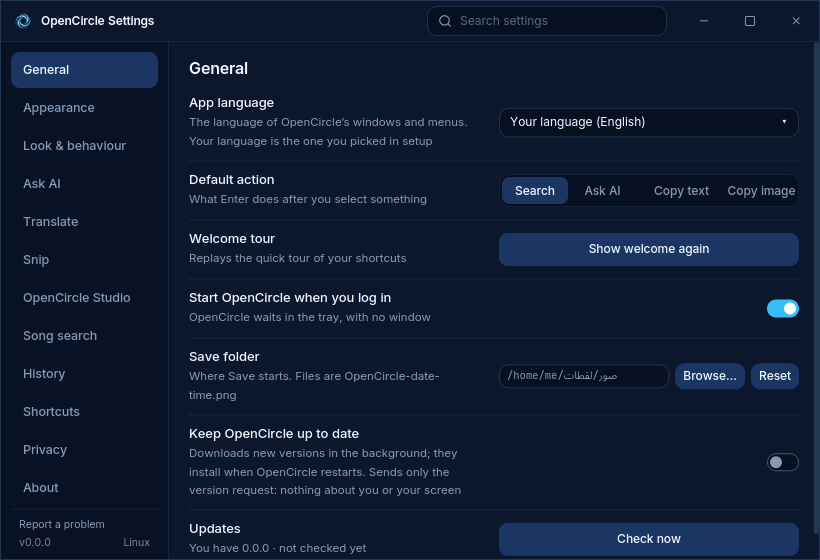 OpenCircle Settings
Search settings
General
Appearance
Look & behaviour
Ask AI
Translate
Snip
OpenCircle Studio
Song search
History
Shortcuts
Privacy
About
Report a problem
v0.0.0
Linux
General
App language
The language of OpenCircle's windows and menus.
Your language is the one you picked in setup
Your language (English)
Default action
What Enter does after you select something
Search
Ask AI
Copy text
Copy image
Welcome tour
Replays the quick tour of your shortcuts
Show welcome again
Start OpenCircle when you log in
OpenCircle waits in the tray, with no window
Save folder
Where Save starts. Files are OpenCircle-date-
time.png
/home/me/صور/لقطات
Browse...
Reset
Keep OpenCircle up to date
Downloads new versions in the background; they
install when OpenCircle restarts. Sends only the
version request: nothing about you or your screen
Updates
You have 0.0.0 · not checked yet
Check now